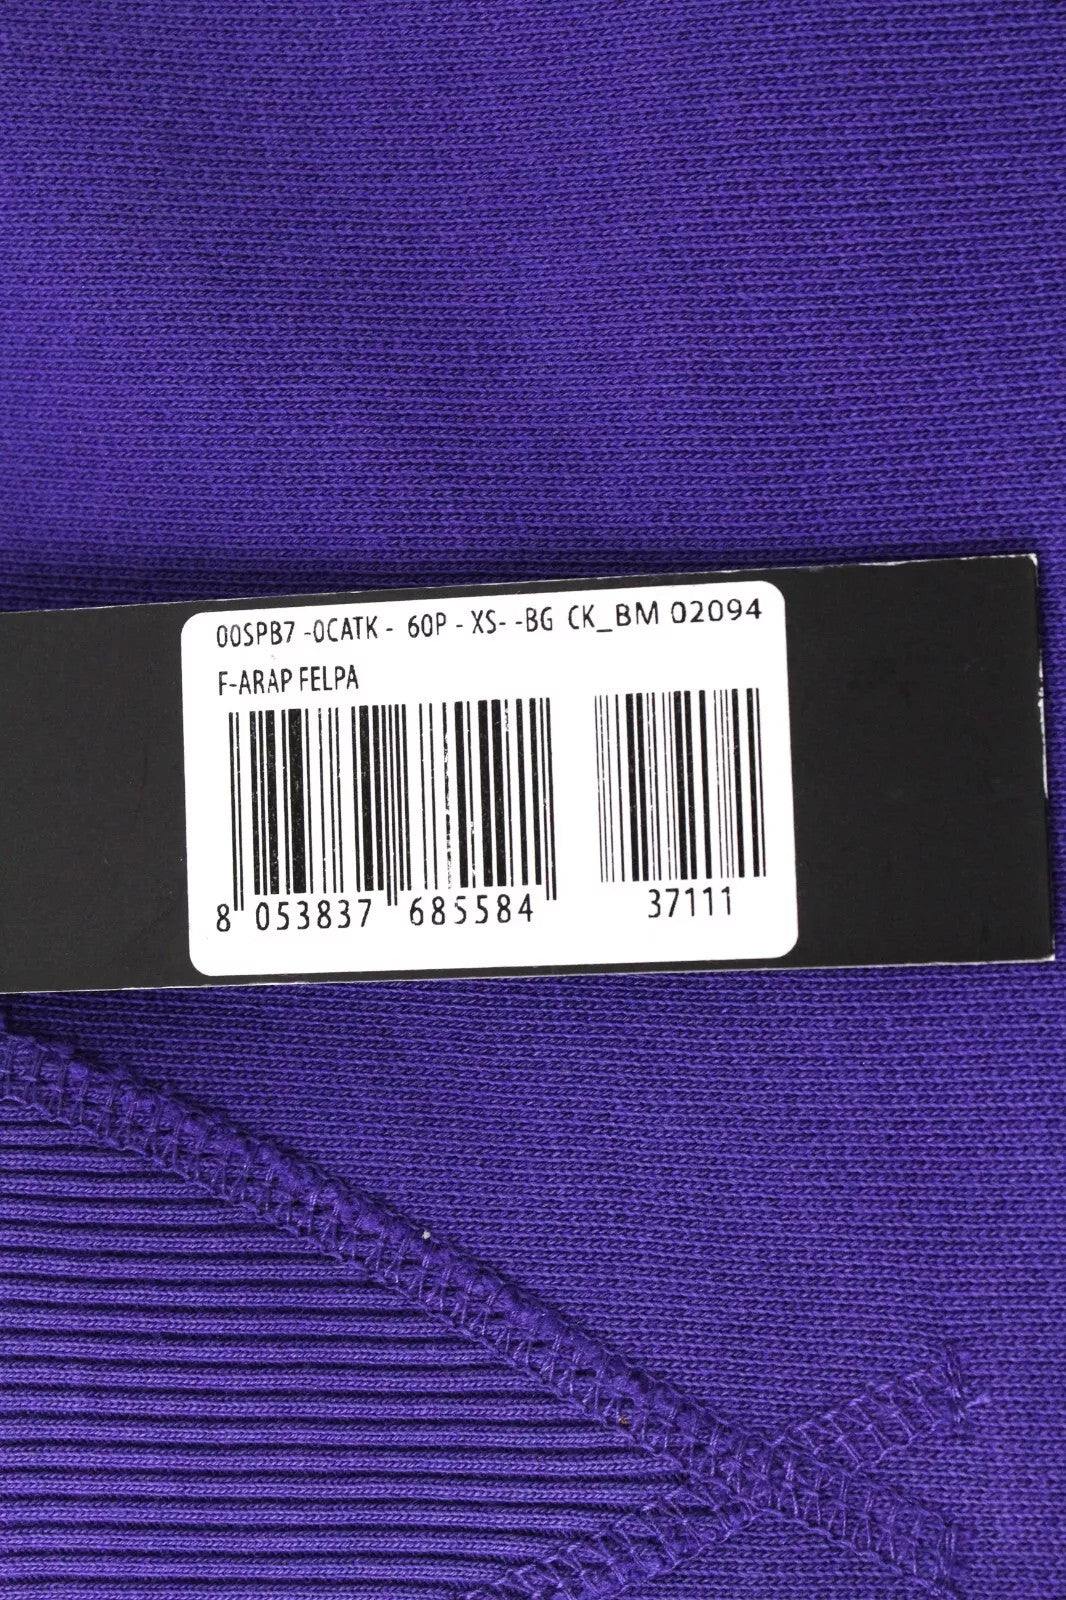 00SPB7 -0CATK - 60P - XS- -BG CK_BM 02094
F-ARAP FELPA
8 053837 685584 37111